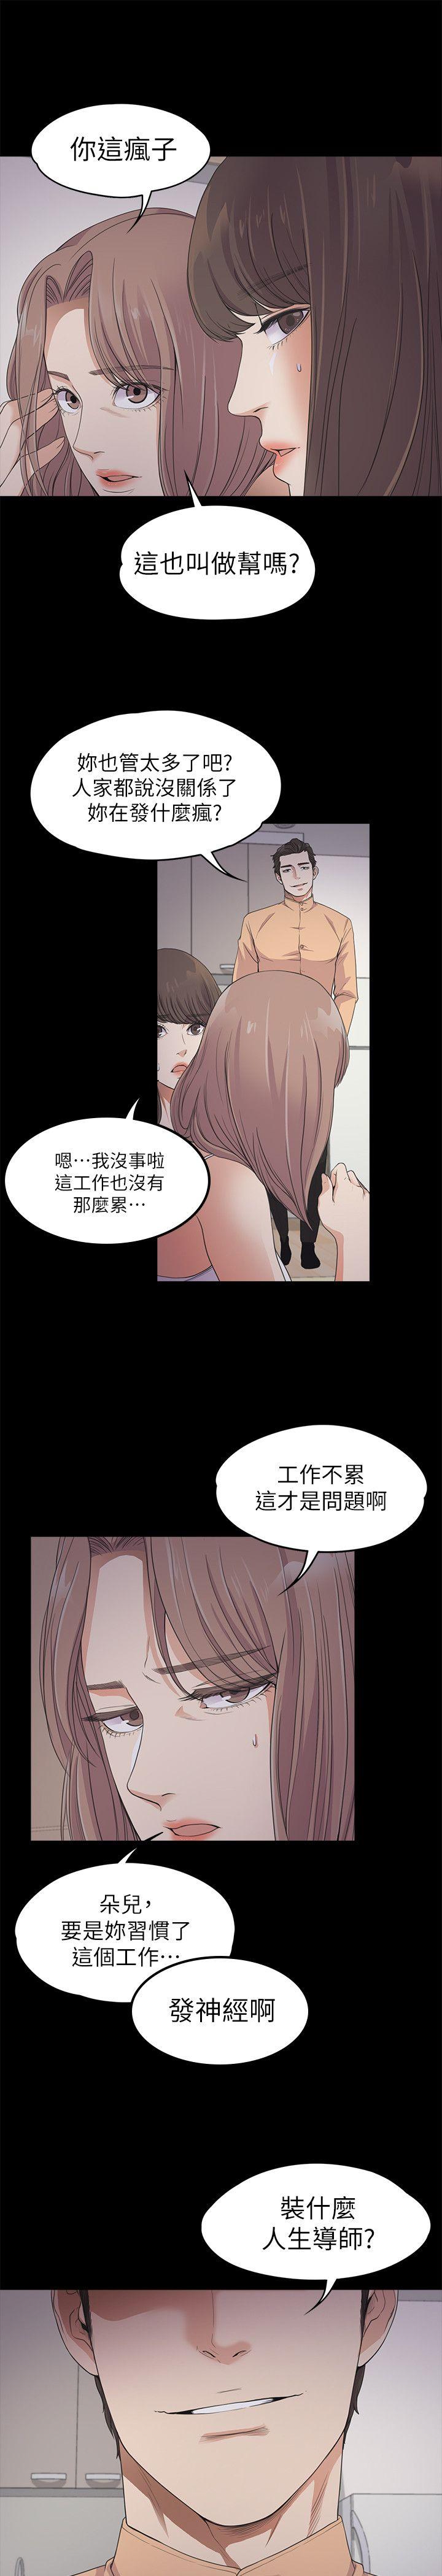 你這瘋子
這也叫做幫嗎?
妳也管太多了吧?
人家都說沒關係了
妳在發什麼瘋?
嗯⋯我沒事啦
這工作也沒有
那麼累⋯
工作不累
這才是問題啊
朵兒,
要是妳習慣了
這個工作⋯
發神經啊
裝什麼
人生導師?